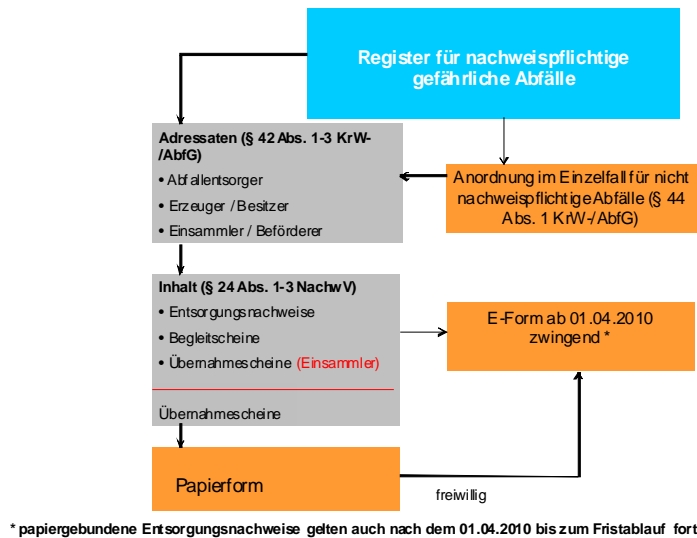 Register für nachweispflichtige
gefährliche Abfälle
Adressaten (§ 42 Abs. 1-3 KrW-
/AbfG)
• Abfallentsorger
• Erzeuger / Besitzer
• Einsammler / Beförderer
Anordnung im Einzelfall für nicht
nachweispflichtige Abfälle (§ 44
Abs. 1 KrW-/AbfG)
Inhalt (§ 24 Abs. 1-3 NachwV)
• Entsorgungsnachweise
• Begleitscheine
• Übernahmescheine (Einsammler)
Übernahmescheine
E-Form ab 01.04.2010
zwingend *
Papierform
freiwillig
* papiergebundene Entsorgungsnachweise gelten auch nach dem 01.04.2010 bis zum Fristablauf fort